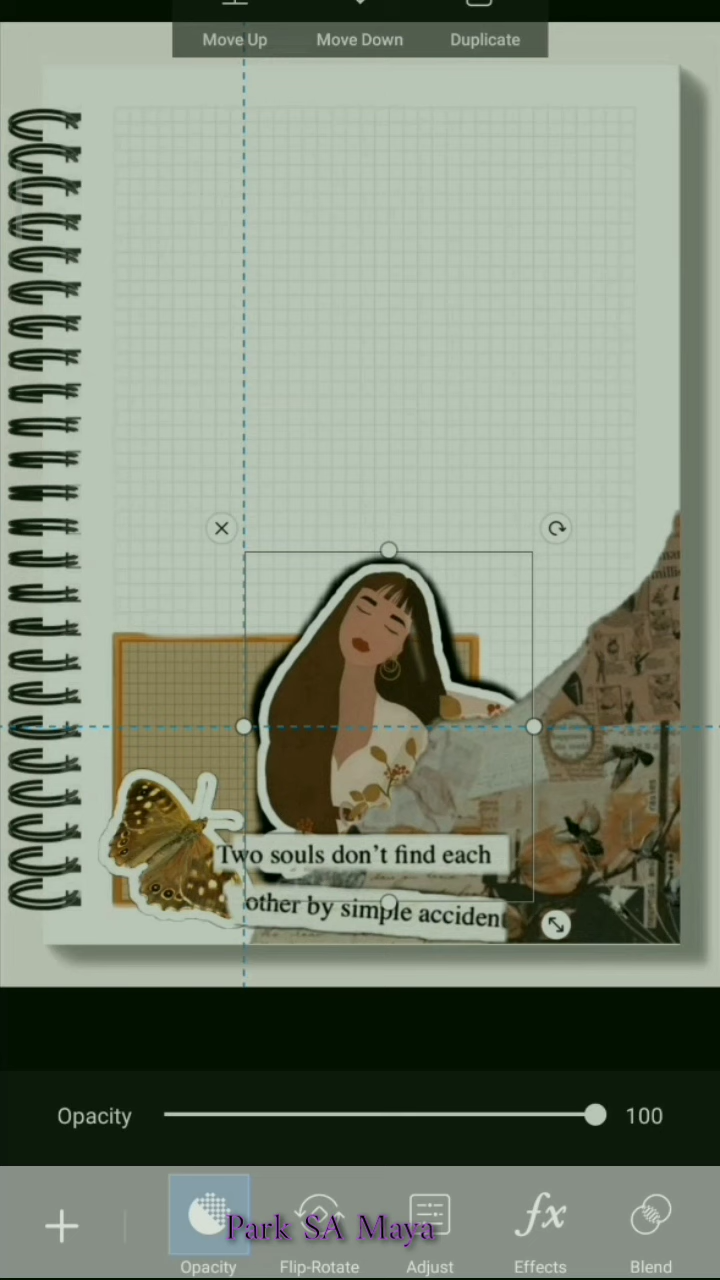 Move Up Move Down Duplicate
Two souls don't find each
other by simple acciden
Opacity 100
Park SA Maya
Opacity Flip-Rotate Adjust Effects Blend